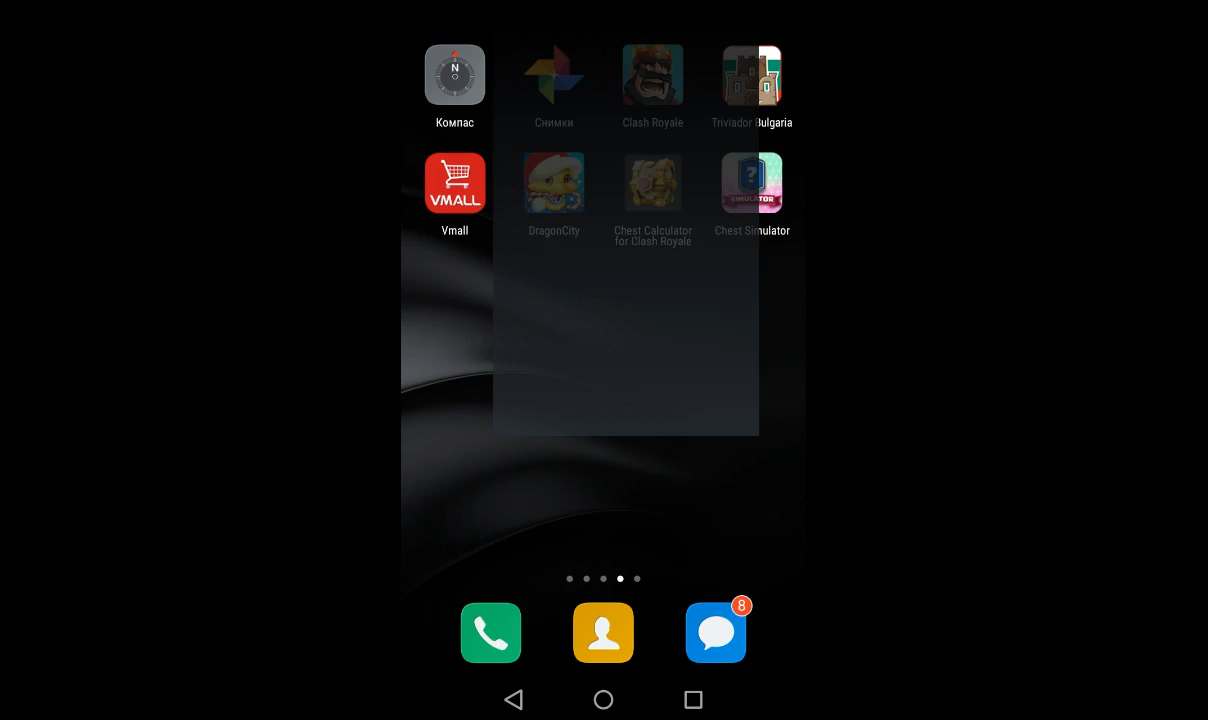 N
Компас
Снимки
Clash Royale
Triviador Bulgaria
VMALL
?
SIMULATOR
Vmall
DragonCity
Chest Calculator
for Clash Royale
Chest Simulator
8